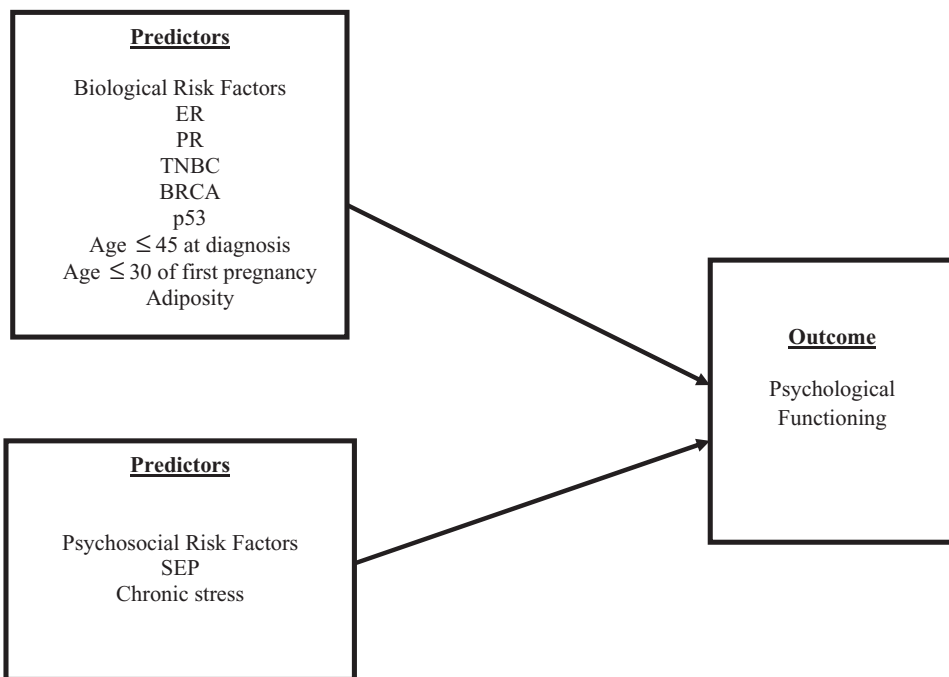 Predictors
Biological Risk Factors
ER
PR
TNBC
BRCA
p53
Age ≤ 45 at diagnosis
Age ≤ 30 of first pregnancy
Adiposity
Predictors
Psychosocial Risk Factors
SEP
Chronic stress
Outcome
Psychological
Functioning